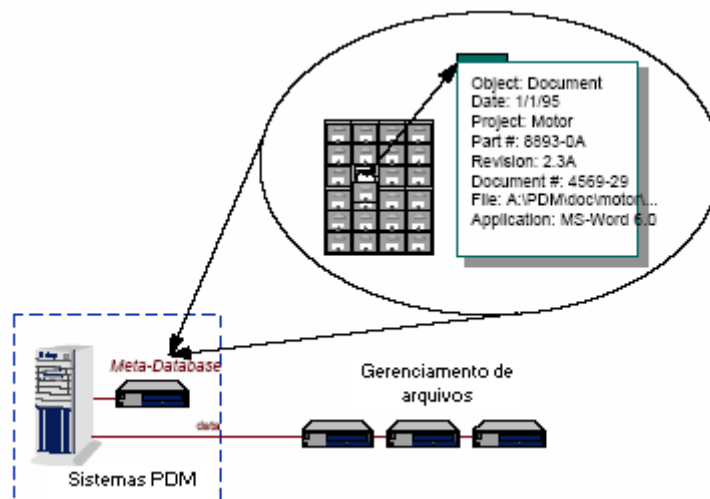 Object: Document
Date: 1/1/95
Project: Motor
Part #: 8893-0A
Revision: 2.3A
Document #: 4569-29
File: A:\PDM\doc\motor\...
Application: MS-Word 6.0
Meta-Database
Gerenciamento de
arquivos
data
Sistemas PDM